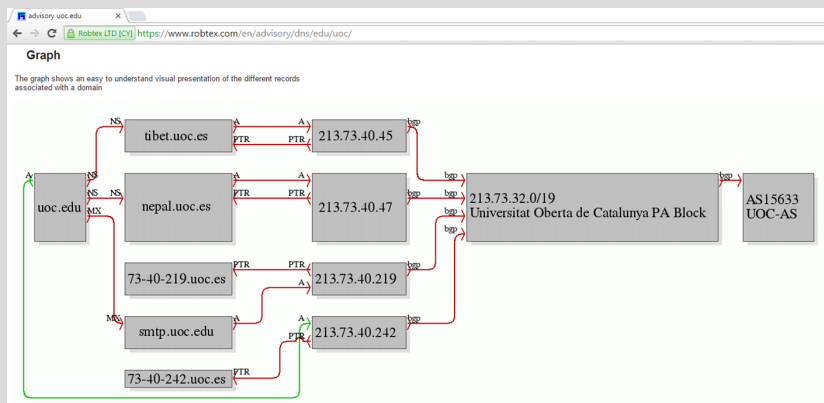 advisory uoc.edu
Robtex LTD [CY] https://www.robtex.com/en/advisory/dns/edu/uoc/
Graph
The graph shows an easy to understand visual presentation of the different records
associated with a domain
NS A A bgp
tibet.uoc.es 213.73.40.45
PTR PTR
A NS A A bgp bgp
NS NS PTR PTR bgp
uoc.edu nepal.uoc.es 213.73.40.47 213.73.32.0/19 AS15633
MX bgp Universitat Oberta de Catalunya PA Block UOC-AS
bgp
PTR PTR bgp
73-40-219.uoc.es 213.73.40.219
A
MX A A bgp
smtp.uoc.edu 213.73.40.242
PTR
PTR
73-40-242.uoc.es